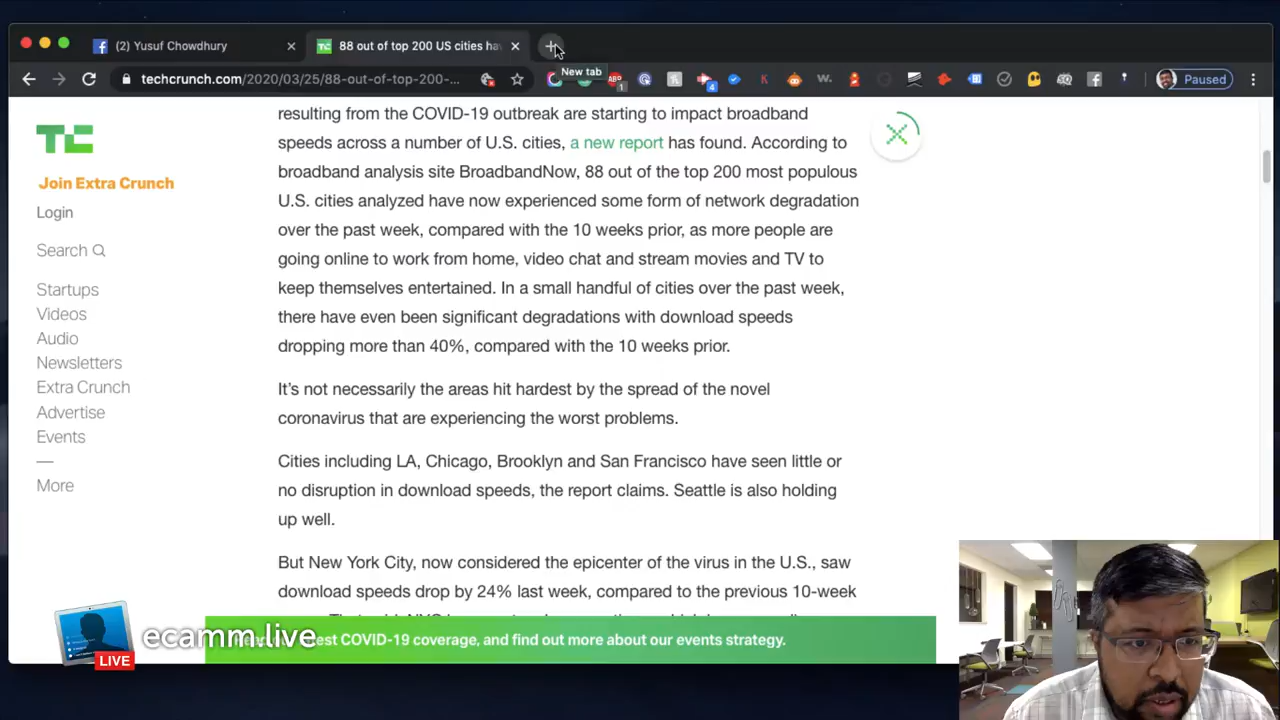 (2) Yusuf Chowdhury
88 out of top 200 US cities hav
New tab
techcrunch.com/2020/03/25/88-out-of-top-200-...
ABP
1
4
K
w.
Paused
TC
Join Extra Crunch
Login
Search
Startups
Videos
Audio
Newsletters
Extra Crunch
Advertise
Events
—
More
resulting from the COVID-19 outbreak are starting to impact broadband
speeds across a number of U.S. cities, a new report has found. According to
broadband analysis site BroadbandNow, 88 out of the top 200 most populous
U.S. cities analyzed have now experienced some form of network degradation
over the past week, compared with the 10 weeks prior, as more people are
going online to work from home, video chat and stream movies and TV to
keep themselves entertained. In a small handful of cities over the past week,
there have even been significant degradations with download speeds
dropping more than 40%, compared with the 10 weeks prior.
It's not necessarily the areas hit hardest by the spread of the novel
coronavirus that are experiencing the worst problems.
Cities including LA, Chicago, Brooklyn and San Francisco have seen little or
no disruption in download speeds, the report claims. Seattle is also holding
up well.
But New York City, now considered the epicenter of the virus in the U.S., saw
download speeds drop by 24% last week, compared to the previous 10-week
COVID-19 coverage, and find out more about our events strategy.
ecamm.live
LIVE